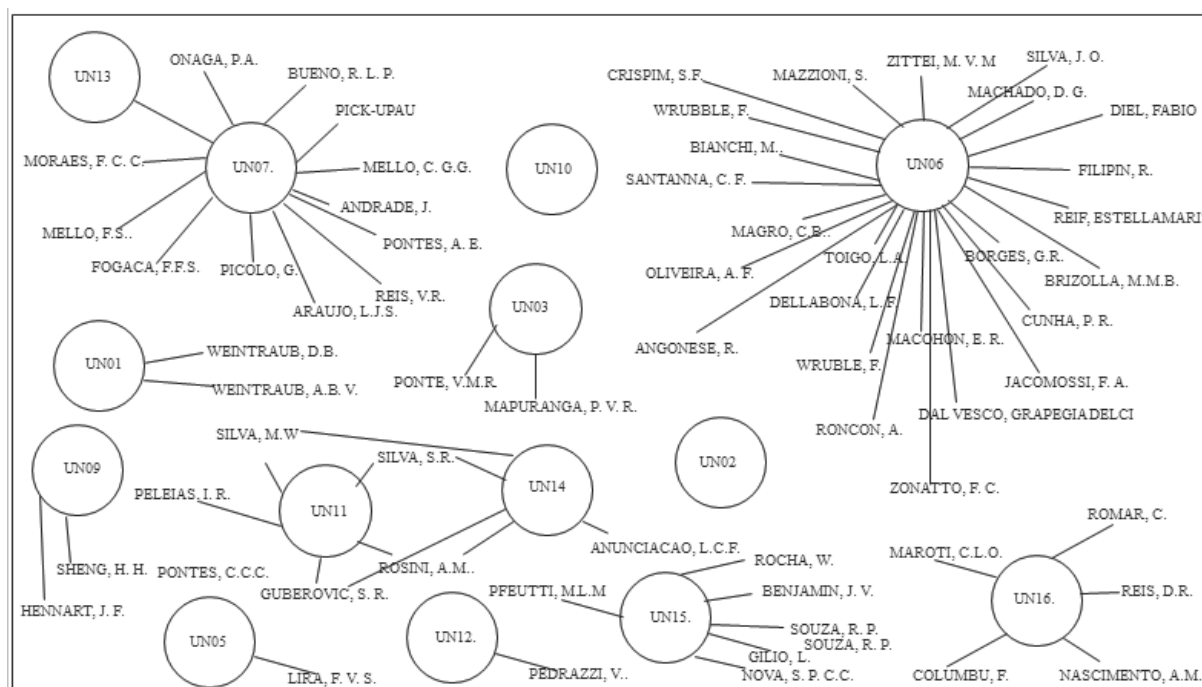 UN13
ONAGA, P.A.
BUENO, R. L. P.
PICK-UPAU
MORAES, F. C. C.
UN07.
MELLO, C. G.G.
ANDRADE, J.
MELLO, F.S..
PONTES, A. E.
FOGACA, F.F.S.
PICOLO, G.
REIS, V.R.
ARAUJO, L.J.S.
UN10
CRISPIM, S.F.
MAZZIONI, S.
ZITTEI, M. V. M
SILVA, J. O.
WRUBBLE, F.
MACHADO, D. G.
DIEL, FABIO
BIANCHI, M..
UN06
FILIPIN, R.
SANTANNA, C. F.
REIF, ESTELLAMARI
MAGRO, C.B..
TOIGO, L.A.
BORGES, G.R.
OLIVEIRA, A. F.
BRIZOLLA, M.M.B.
DELLABONA, L. F.
CUNHA, P. R.
ANGONESE, R.
WRUBLE, F.
MACOHON, E. R.
JACOMOSSI, F. A.
RONCON, A.
DAL VESCO, GRAPEGIADELCI
ZONATTO, F. C.
UN03
PONTE, V.M.R.
MAPURANGA, P. V. R.
UN01
WEINTRAUB, D.B.
WEINTRAUB, A.B. V.
UN09
SHENG, H. H.
HENNART, J. F.
SILVA, M.W
SILVA, S.R.
UN14
UN02
PELEIAS, I. R.
UN11
ANUNCIACAO, L.C.F.
ROSINI, A.M..
PONTES, C.C.C.
GUBEROVIC, S. R.
UN05
LIRA, F. V. S.
UN12.
PEDRAZZI, V..
ROCHA, W.
PFEUTTI, M.L.M
BENJAMIN, J. V.
UN15.
SOUZA, R. P.
SOUZA, R. P.
GILIO, L.
NOVA, S. P. C.C.
ROMAR, C.
MAROTI, C.L.O.
UN16.
REIS, D.R.
COLUMBU, F.
NASCIMENTO, A.M.